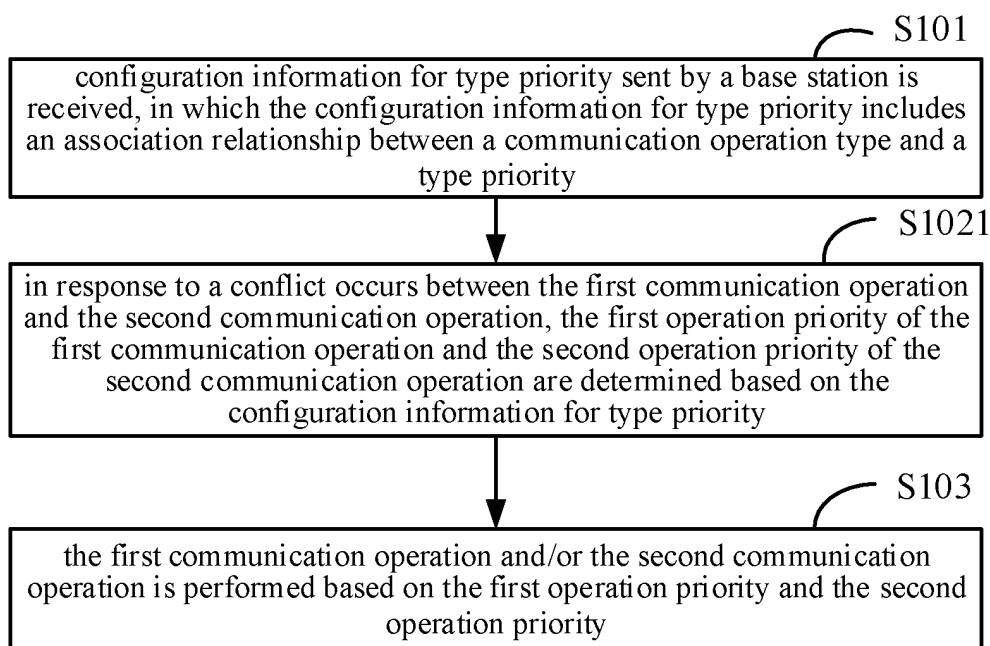 S101
configuration information for type priority sent by a base station is
received, in which the configuration information for type priority includes
an association relationship between a communication operation type and a
type priority
S1021
in response to a conflict occurs between the first communication operation
and the second communication operation, the first operation priority of the
first communication operation and the second operation priority of the
second communication operation are determined based on the
configuration information for type priority
S103
the first communication operation and/or the second communication
operation is performed based on the first operation priority and the second
operation priority